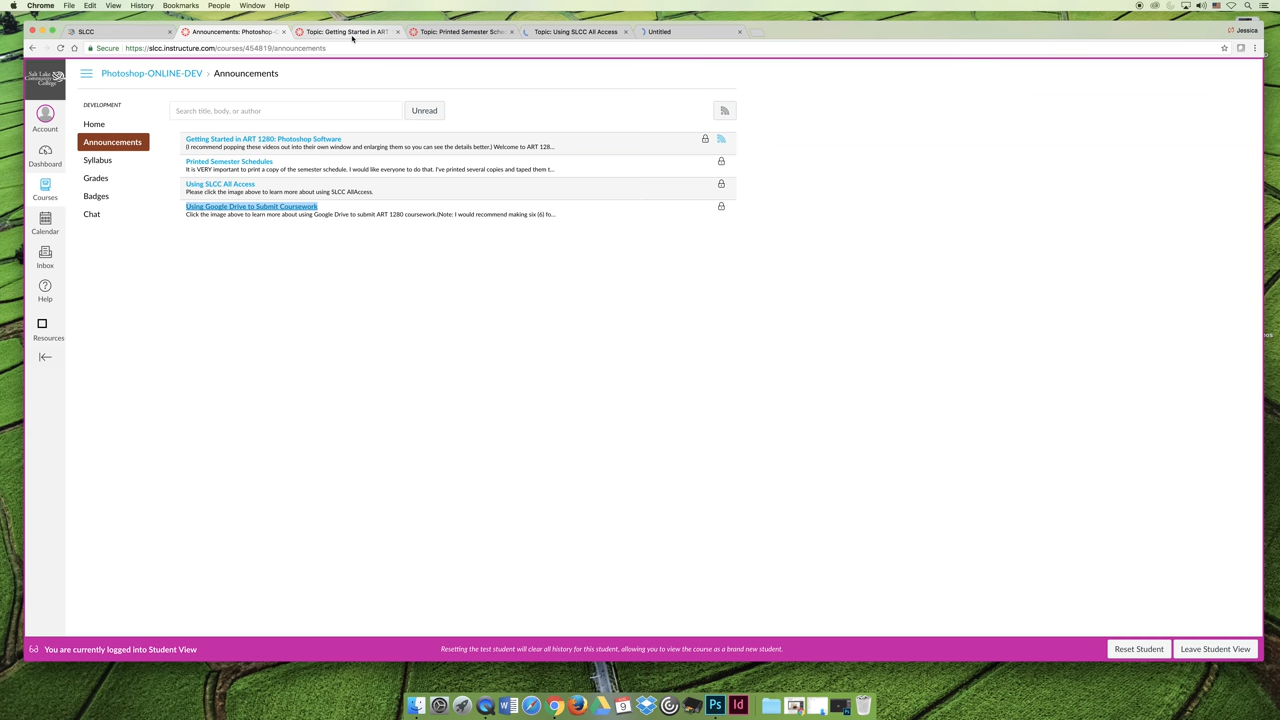 Chrome File Edit View History Bookmarks People Window Help
SLCC Announcements: Photoshop-O Topic: Getting Started in ART Topic: Printed Semester Sche Topic: Using SLCC All Access Untitled Jessica
Secure https://slcc.instructure.com/courses/454819/announcements
Salt Lake Community College
Photoshop-ONLINE-DEV › Announcements
DEVELOPMENT
Home
Announcements
Syllabus
Grades
Badges
Chat
Account
Dashboard
Courses
Calendar
Inbox
Help
Resources
Search title, body, or author Unread
Getting Started in ART 1280: Photoshop Software
(I recommend popping these videos out into their own window and enlarging them so you can see the details better.) Welcome to ART 128...
Printed Semester Schedules
It is VERY important to print a copy of the semester schedule. I would like everyone to do that. I've printed several copies and taped them t...
Using SLCC All Access
Please click the image above to learn more about using SLCC AllAccess.
Using Google Drive to Submit Coursework
Click the image above to learn more about using Google Drive to submit ART 1280 coursework.(Note: I would recommend making six (6) fo...
You are currently logged into Student View
Resetting the test student will clear all history for this student, allowing you to view the course as a brand new student.
Reset Student Leave Student View
W 9 Ps Id